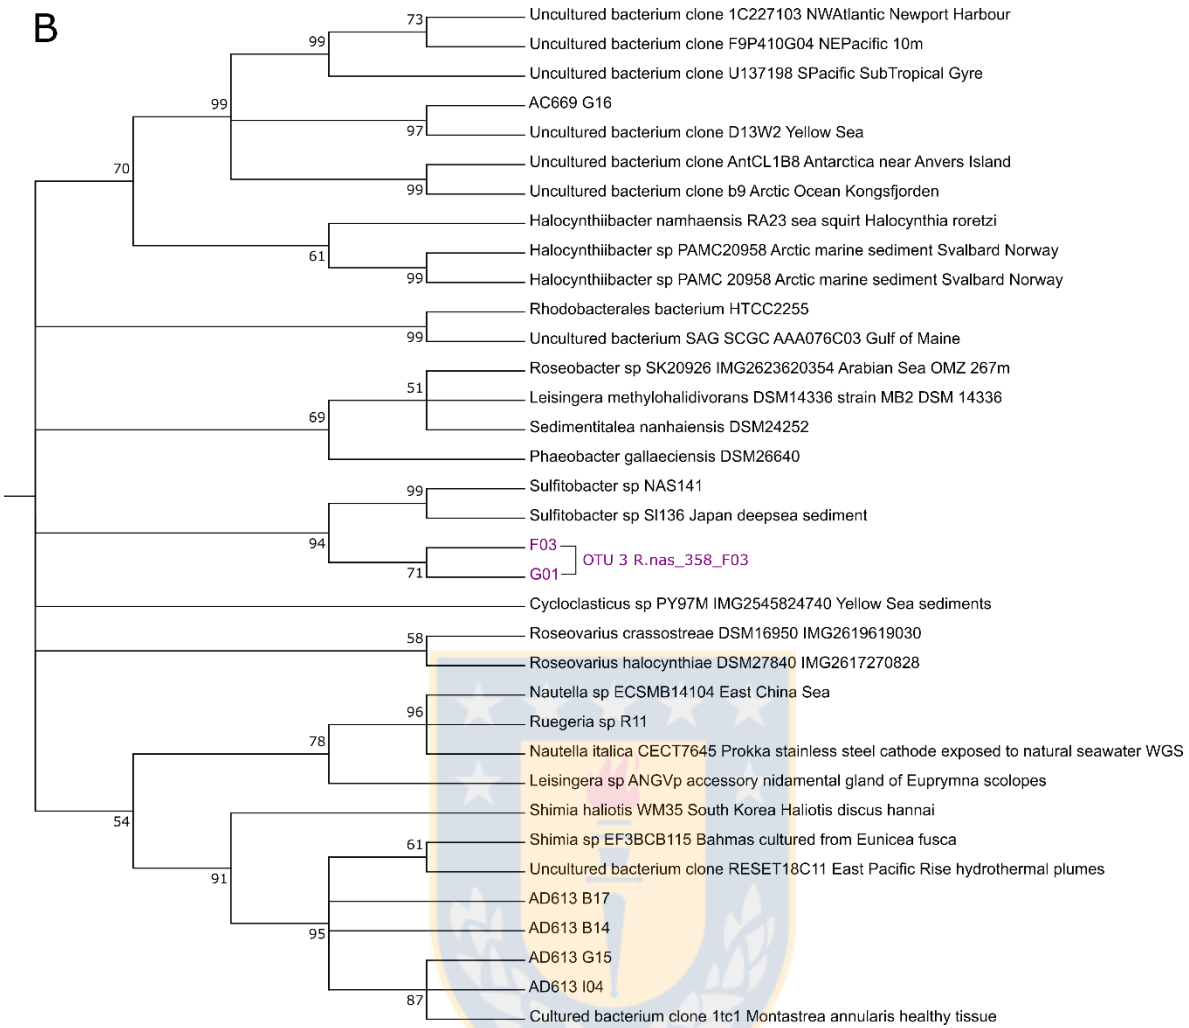 B
Uncultured bacterium clone 1C227103 NWAtlantic Newport Harbour
73
Uncultured bacterium clone F9P410G04 NEPacific 10m
99
Uncultured bacterium clone U137198 SPacific SubTropical Gyre
99
AC669 G16
97
Uncultured bacterium clone D13W2 Yellow Sea
70
Uncultured bacterium clone AntCL1B8 Antarctica near Anvers Island
99
Uncultured bacterium clone b9 Arctic Ocean Kongsfjorden
Halocynthiibacter namhaensis RA23 sea squirt Halocynthia roretzi
61
Halocynthiibacter sp PAMC20958 Arctic marine sediment Svalbard Norway
99
Halocynthiibacter sp PAMC 20958 Arctic marine sediment Svalbard Norway
Rhodobacterales bacterium HTCC2255
99
Uncultured bacterium SAG SCGC AAA076C03 Gulf of Maine
Roseobacter sp SK20926 IMG2623620354 Arabian Sea OMZ 267m
51
Leisingera methylohalidivorans DSM14336 strain MB2 DSM 14336
69
Sedimentitalea nanhaiensis DSM24252
Phaeobacter gallaeciensis DSM26640
Sulfitobacter sp NAS141
99
Sulfitobacter sp SI136 Japan deepsea sediment
94
F03
OTU 3 R.nas_358_F03
71
G01
Cycloclasticus sp PY97M IMG2545824740 Yellow Sea sediments
Roseovarius crassostreae DSM16950 IMG2619619030
58
Roseovarius halocynthiae DSM27840 IMG2617270828
Nautella sp ECSMB14104 East China Sea
96
Ruegeria sp R11
78
Nautella italica CECT7645 Prokka stainless steel cathode exposed to natural seawater WGS
Leisingera sp ANGVp accessory nidamental gland of Euprymna scolopes
54
Shimia haliotis WM35 South Korea Haliotis discus hannai
Shimia sp EF3BCB115 Bahmas cultured from Eunicea fusca
61
91
Uncultured bacterium clone RESET18C11 East Pacific Rise hydrothermal plumes
AD613 B17
95
AD613 B14
AD613 G15
AD613 I04
87
Cultured bacterium clone 1tc1 Montastrea annularis healthy tissue